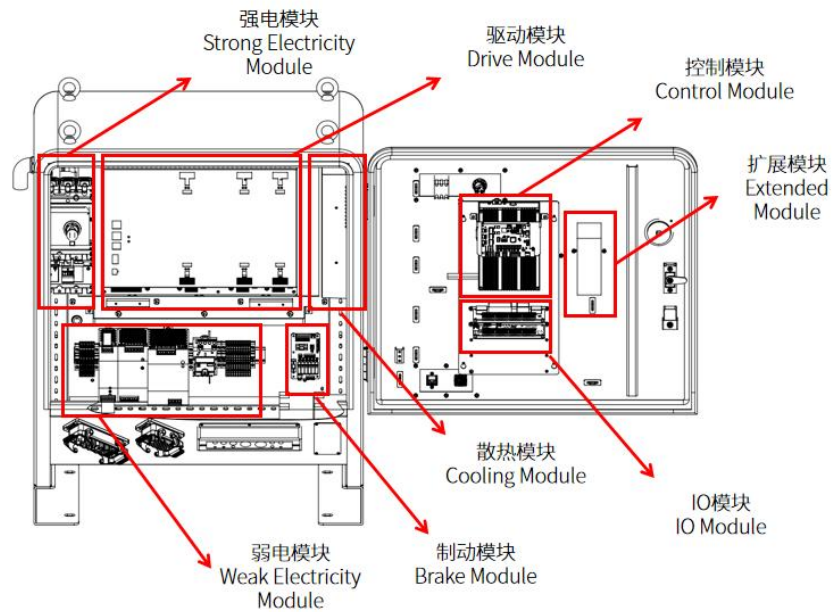 强电模块
Strong Electricity
Module
驱动模块
Drive Module
控制模块
Control Module
扩展模块
Extended
Module
散热模块
Cooling Module
IO模块
IO Module
弱电模块
Weak Electricity
Module
制动模块
Brake Module